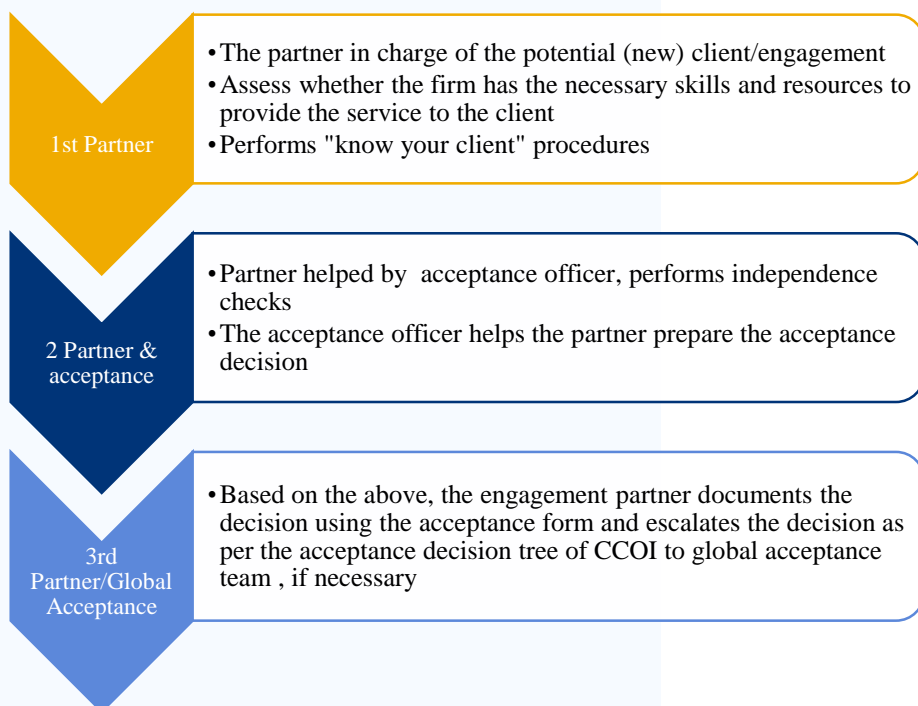 1st Partner
•The partner in charge of the potential (new) client/engagement
•Assess whether the firm has the necessary skills and resources to
provide the service to the client
•Performs "know your client" procedures
2 Partner &
acceptance
•Partner helped by  acceptance officer, performs independence
checks
•The acceptance officer helps the partner prepare the acceptance
decision
3rd
Partner/Global
Acceptance
•Based on the above, the engagement partner documents the
decision using the acceptance form and escalates the decision as
per the acceptance decision tree of CCOI to global acceptance
team , if necessary